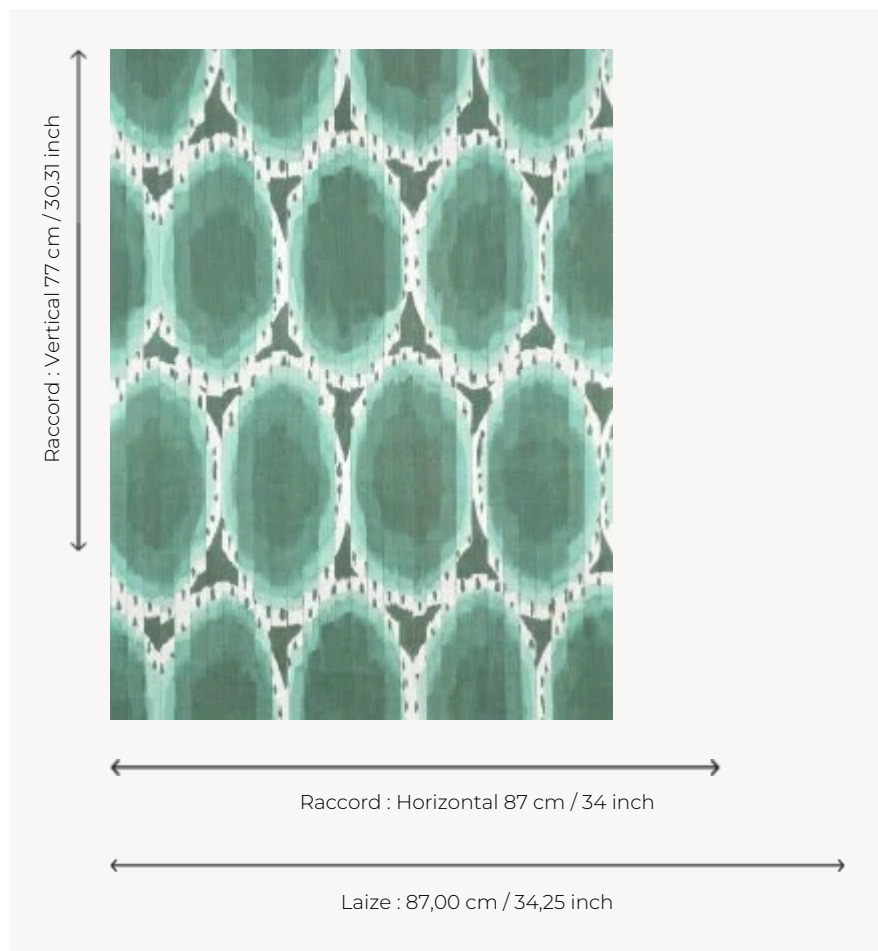 Raccord : Vertical 77 cm / 30.31 inch
Raccord : Horizontal 87 cm / 34 inch
Laize : 87,00 cm / 34,25 inch